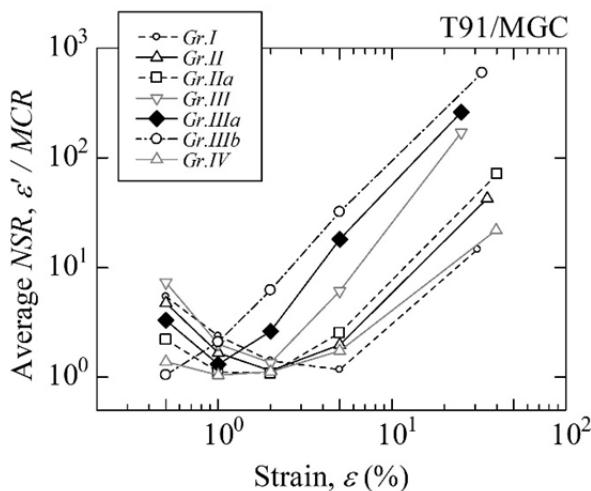 T91/MGC
Gr.I
Gr.II
Gr.IIa
Gr.III
Gr.IIIa
Gr.IIIb
Gr.IV
10³
10²
10¹
10⁰
Average NSR, ε' / MCR
10⁰ 10¹ 10²
Strain, ε (%)